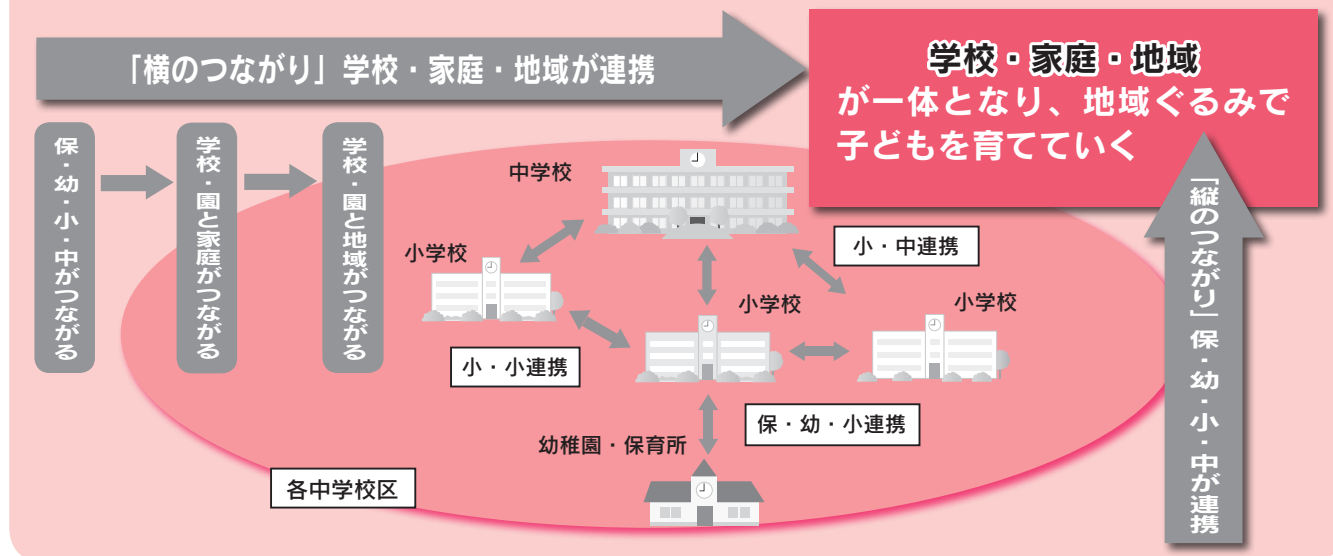 「横のつながり」学校・家庭・地域が連携
学校・家庭・地域
が一体となり、地域ぐるみで
子どもを育てていく
保・幼・小・中がつながる
学校・園と家庭がつながる
学校・園と地域がつながる
「縦のつながり」保・幼・小・中が連携
中学校
小・中連携
小学校
小学校
小学校
小・小連携
保・幼・小連携
幼稚園・保育所
各中学校区